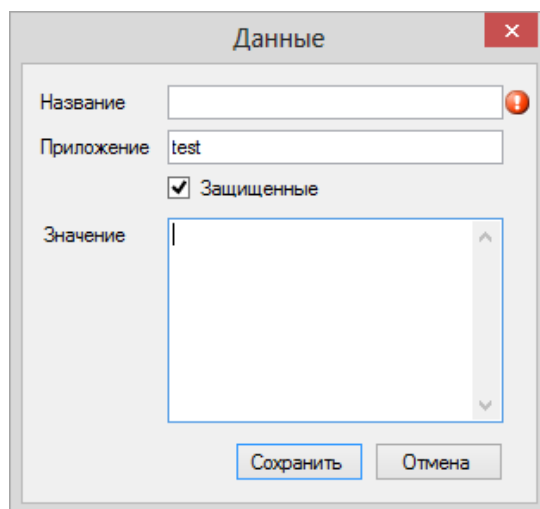 Данные
Название
Приложение test
Защищенные
Значение
Сохранить Отмена